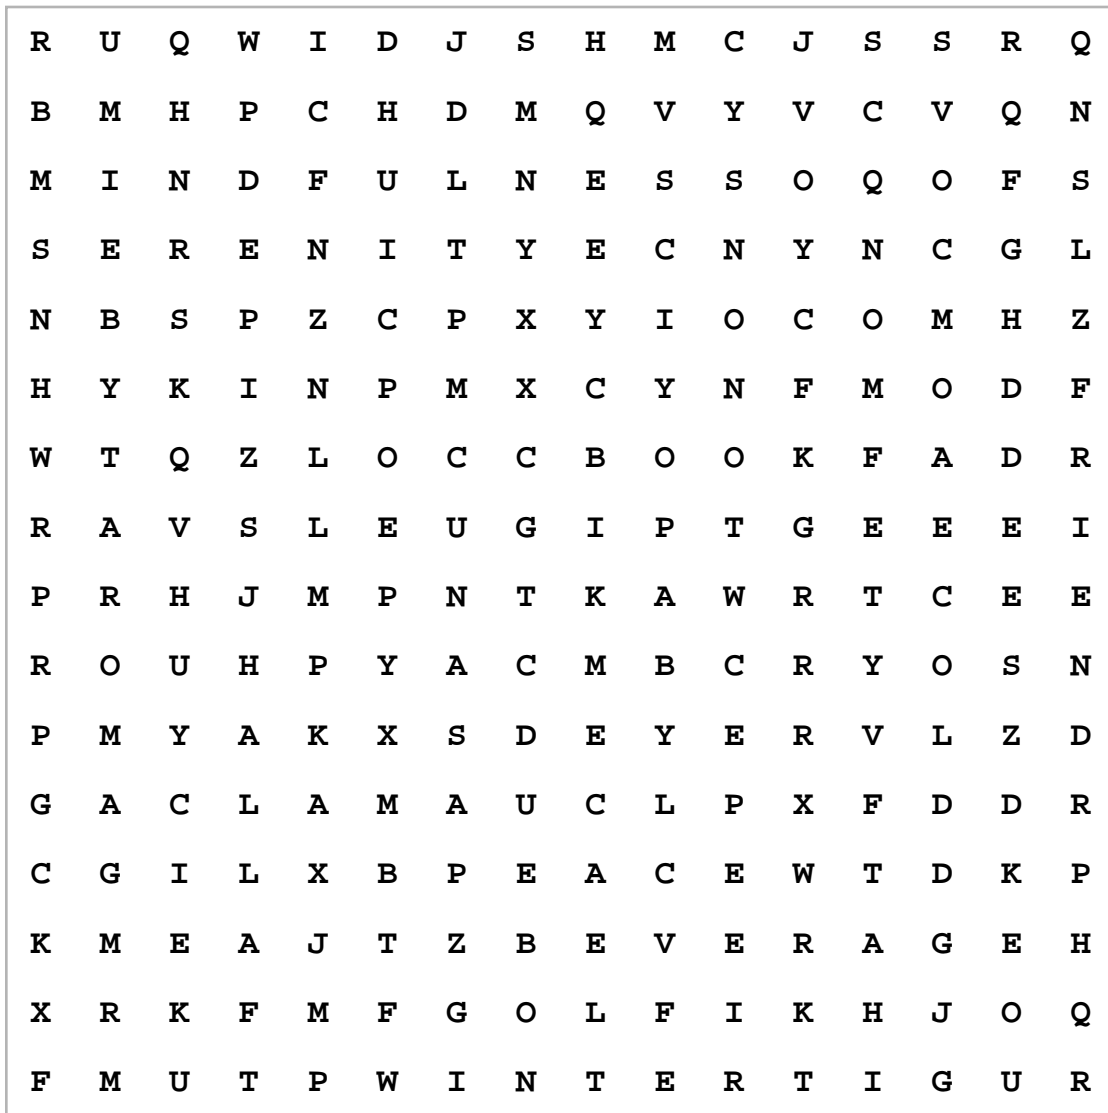 R U Q W I D J S H M C J S S R Q
B M H P C H D M Q V Y V C V Q N
M I N D F U L N E S S O Q O F S
S E R E N I T Y E C N Y N C G L
N B S P Z C P X Y I O C O M H Z
H Y K I N P M X C Y N F M O D F
W T Q Z L O C C B O O K F A D R
R A V S L E U G I P T G E E E I
P R H J M P N T K A W R T C E E
R O U H P Y A C M B C R Y O S N
P M Y A K X S D E Y E R V L Z D
G A C L A M A U C L P X F D D R
C G I L X B P E A C E W T D K P
K M E A J T Z B E V E R A G E H
X R K F M F G O L F I K H J O Q
F M U T P W I N T E R T I G U R